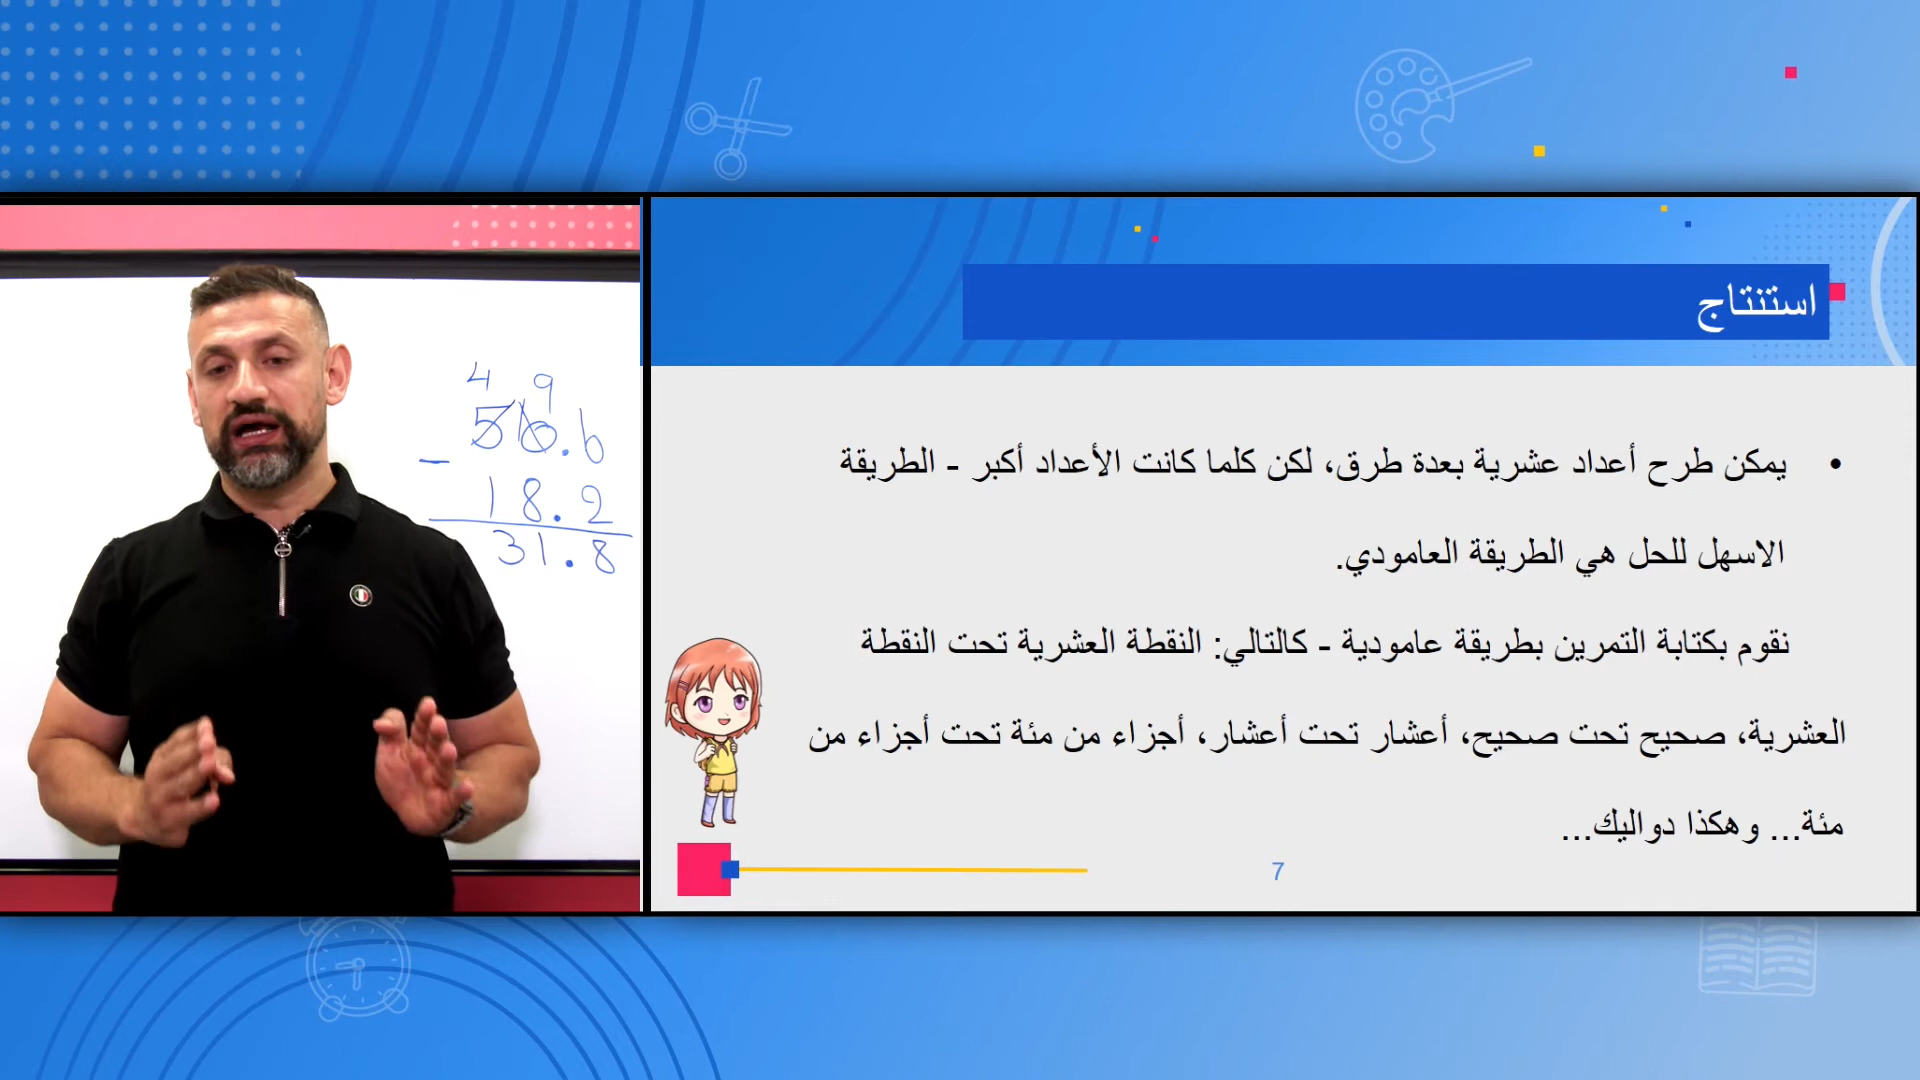 4 9
50.6
-
18.2
31.8
استنتاج
• يمكن طرح أعداد عشرية بعدة طرق، لكن كلما كانت الأعداد أكبر - الطريقة
الاسهل للحل هي الطريقة العامودي.
نقوم بكتابة التمرين بطريقة عامودية - كالتالي: النقطة العشرية تحت النقطة
العشرية، صحيح تحت صحيح، أعشار تحت أعشار، أجزاء من مئة تحت أجزاء من
مئة... وهكذا دواليك...
7